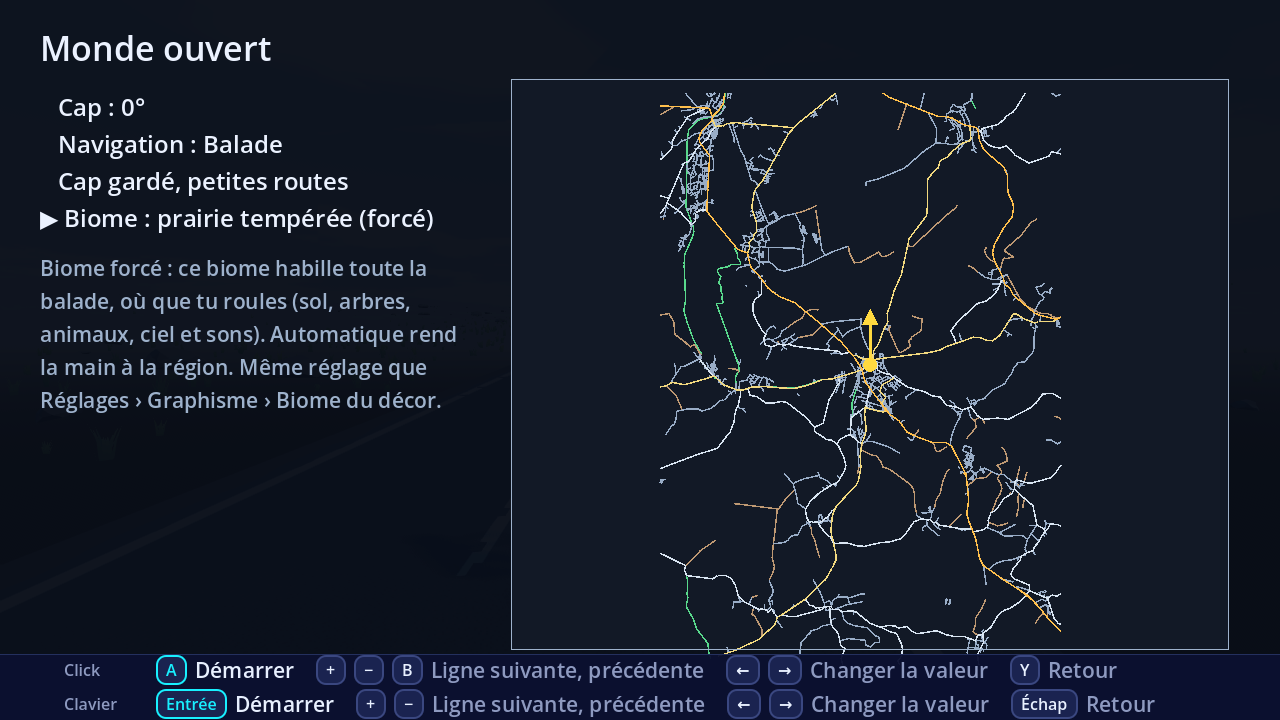 Monde ouvert
Cap : 0°
Navigation : Balade
Cap gardé, petites routes
▶ Biome : prairie tempérée (forcé)
Biome forcé : ce biome habille toute la
balade, où que tu roules (sol, arbres,
animaux, ciel et sons). Automatique rend
la main à la région. Même réglage que
Réglages › Graphisme › Biome du décor.
Click A Démarrer + − B Ligne suivante, précédente ← → Changer la valeur Y Retour
Clavier Entrée Démarrer + − Ligne suivante, précédente ← → Changer la valeur Échap Retour